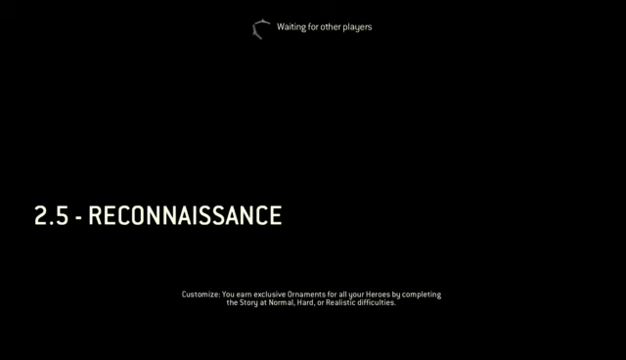 Waiting for other players
2.5 - RECONNAISSANCE
Customize: You earn exclusive Ornaments for all your Heroes by completing
the Story at Normal, Hard, or Realistic difficulties.